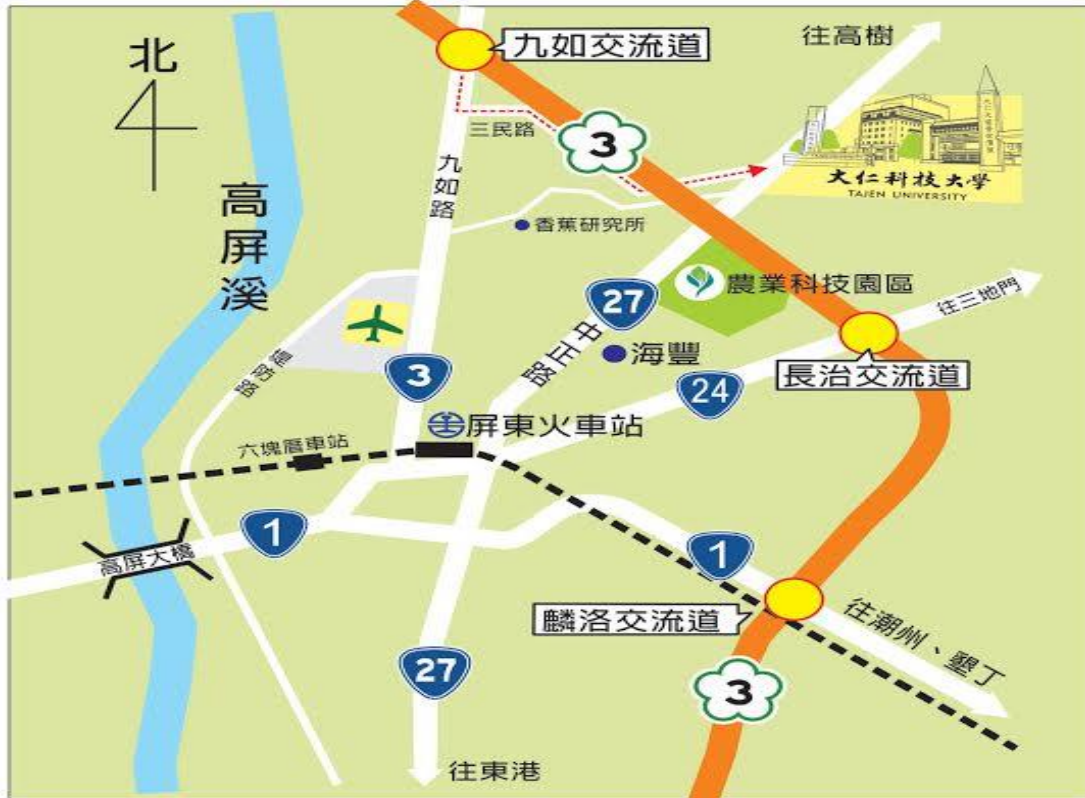 北
九如交流道
往高樹
三民路
3
九如路
大仁科技大學
TAJEN UNIVERSITY
高屏溪
香蕉研究所
農業科技園區
27
中正路
往三地門
海豐
堤防路
3
24
長治交流道
屏東火車站
六塊厝車站
1
高屏大橋
1
麟洛交流道
往潮州、墾丁
27
3
往東港